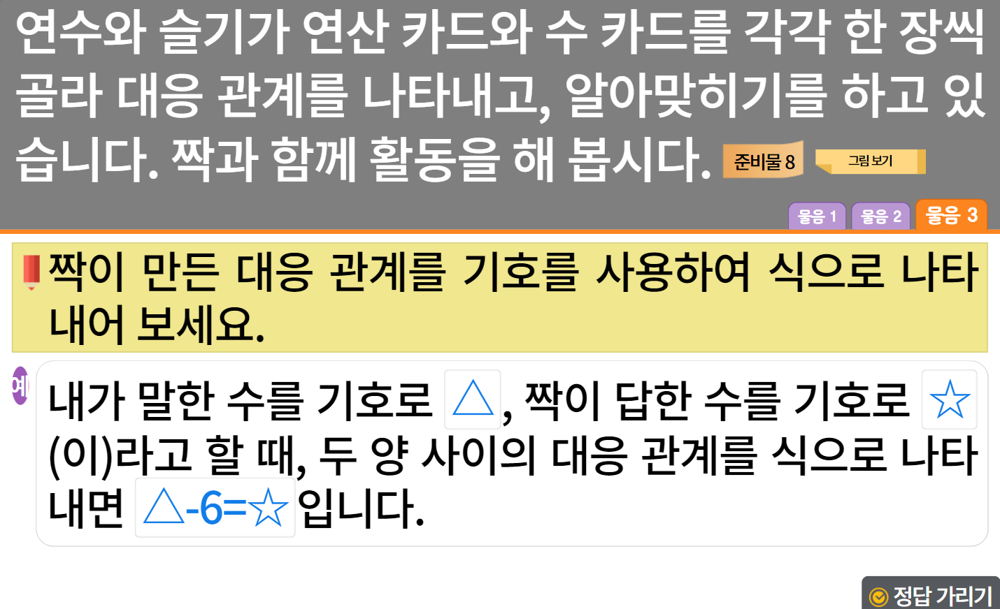 연수와 슬기가 연산 카드와 수 카드를 각각 한 장씩
골라 대응 관계를 나타내고, 알아맞히기를 하고 있
습니다. 짝과 함께 활동을 해 봅시다. 준비물 8 그림 보기
물음 1 물음 2 물음 3
짝이 만든 대응 관계를 기호를 사용하여 식으로 나타
내어 보세요.
예 내가 말한 수를 기호로 △, 짝이 답한 수를 기호로 ☆
(이)라고 할 때, 두 양 사이의 대응 관계를 식으로 나타
내면 △-6=☆입니다.
정답 가리기